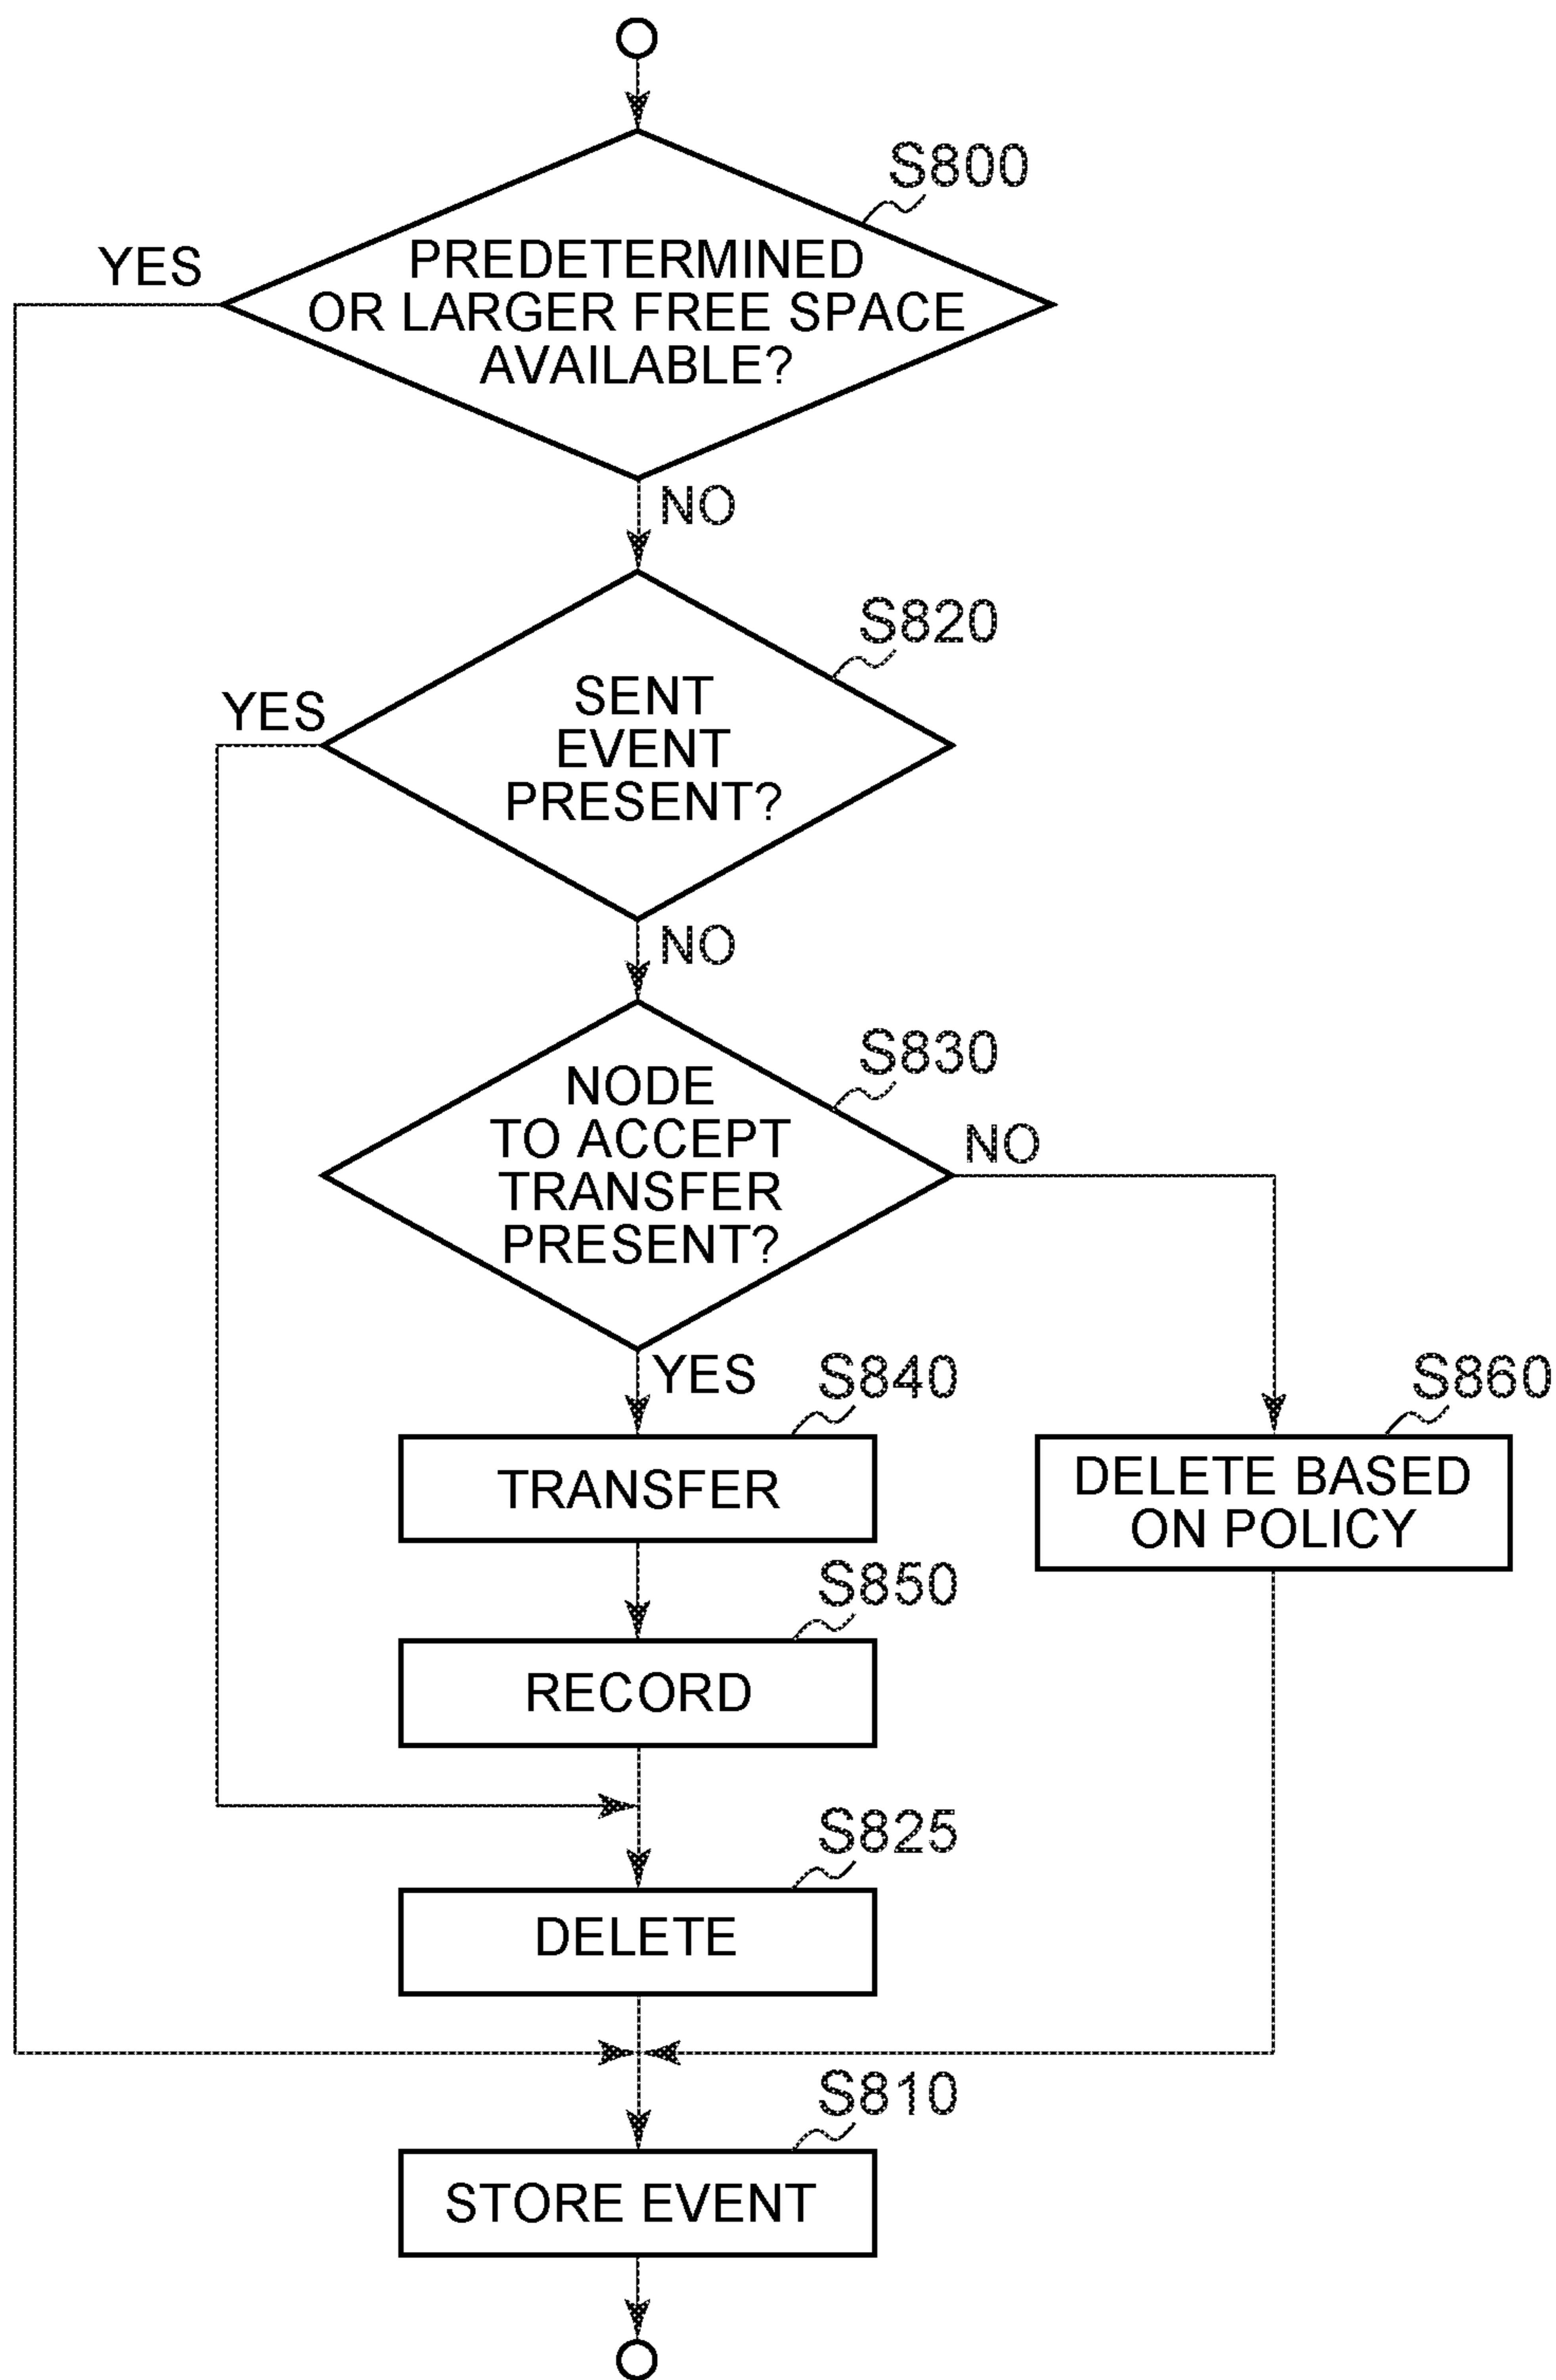 S800
YES
PREDETERMINED
OR LARGER FREE SPACE
AVAILABLE?
NO
S820
YES
SENT
EVENT
PRESENT?
NO
S830
NODE
TO ACCEPT
TRANSFER
PRESENT?
NO
YES
S840
S860
TRANSFER
DELETE BASED
ON POLICY
S850
RECORD
S825
DELETE
S810
STORE EVENT